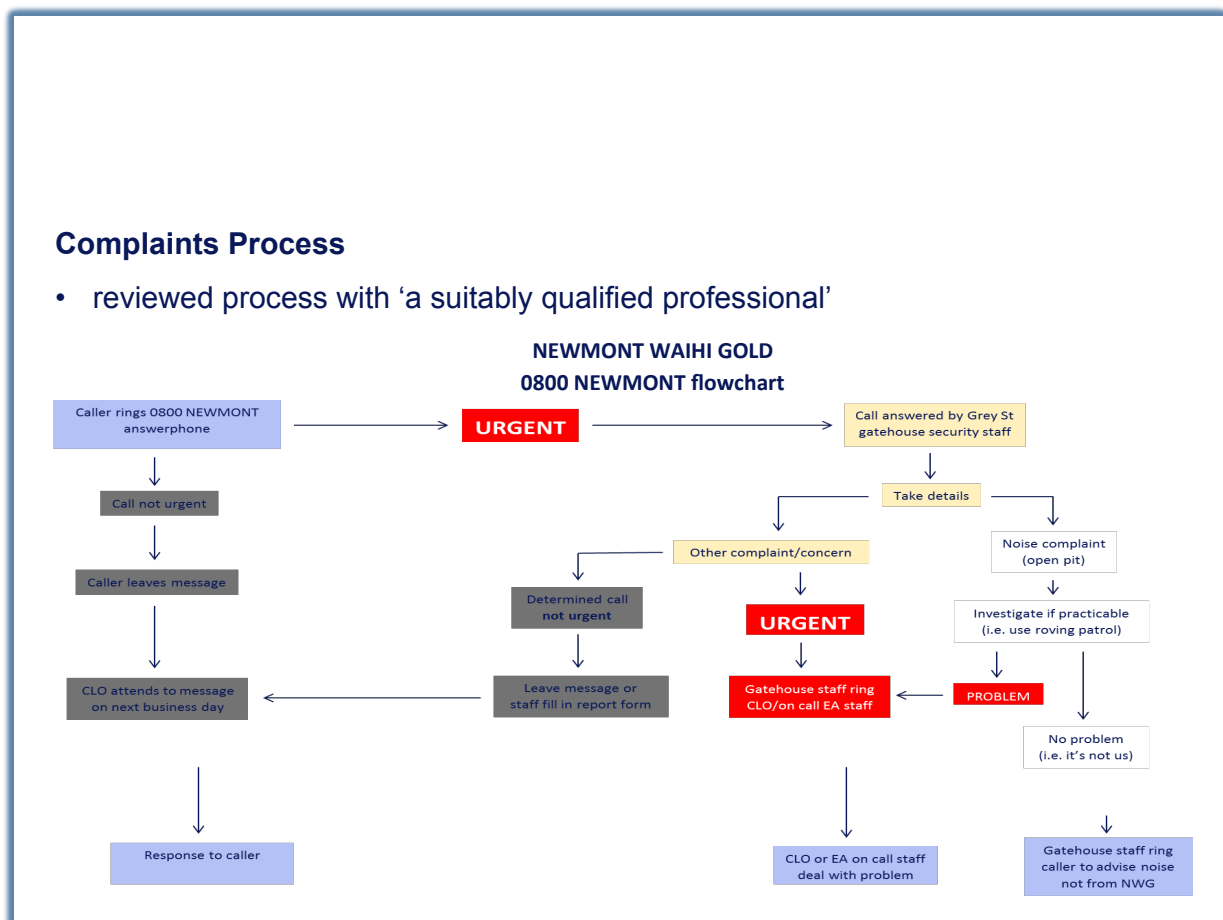 Complaints Process
• reviewed process with ‘a suitably qualified professional’
NEWMONT WAIHI GOLD
0800 NEWMONT flowchart
Caller rings 0800 NEWMONT
answerphone
URGENT
Call answered by Grey St
gatehouse security staff
Call not urgent
Take details
Other complaint/concern
Noise complaint
(open pit)
Caller leaves message
Determined call
not urgent
URGENT
Investigate if practicable
(i.e. use roving patrol)
CLO attends to message
on next business day
Leave message or
staff fill in report form
Gatehouse staff ring
CLO/on call EA staff
PROBLEM
No problem
(i.e. it’s not us)
Response to caller
CLO or EA on call staff
deal with problem
Gatehouse staff ring
caller to advise noise
not from NWG